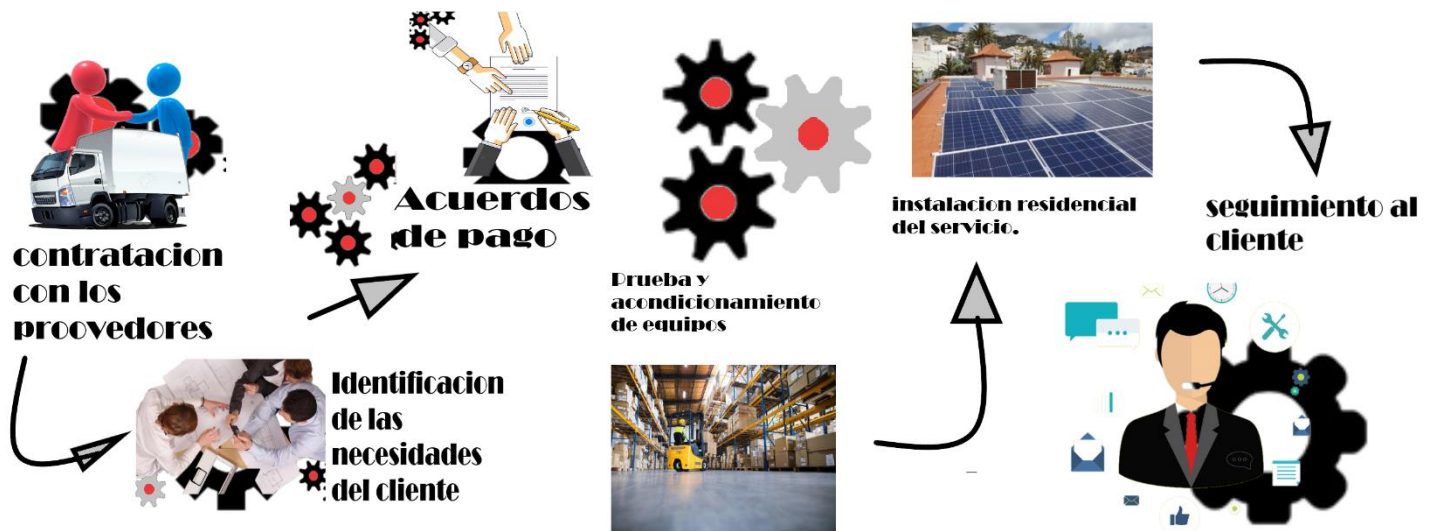 contratacion
con los
proovedores
Identificacion
de las
necesidades
del cliente
Acuerdos
de pago
Prueba y
acondicionamiento
de equipos
instalacion residencial
del servicio.
seguimiento al
cliente